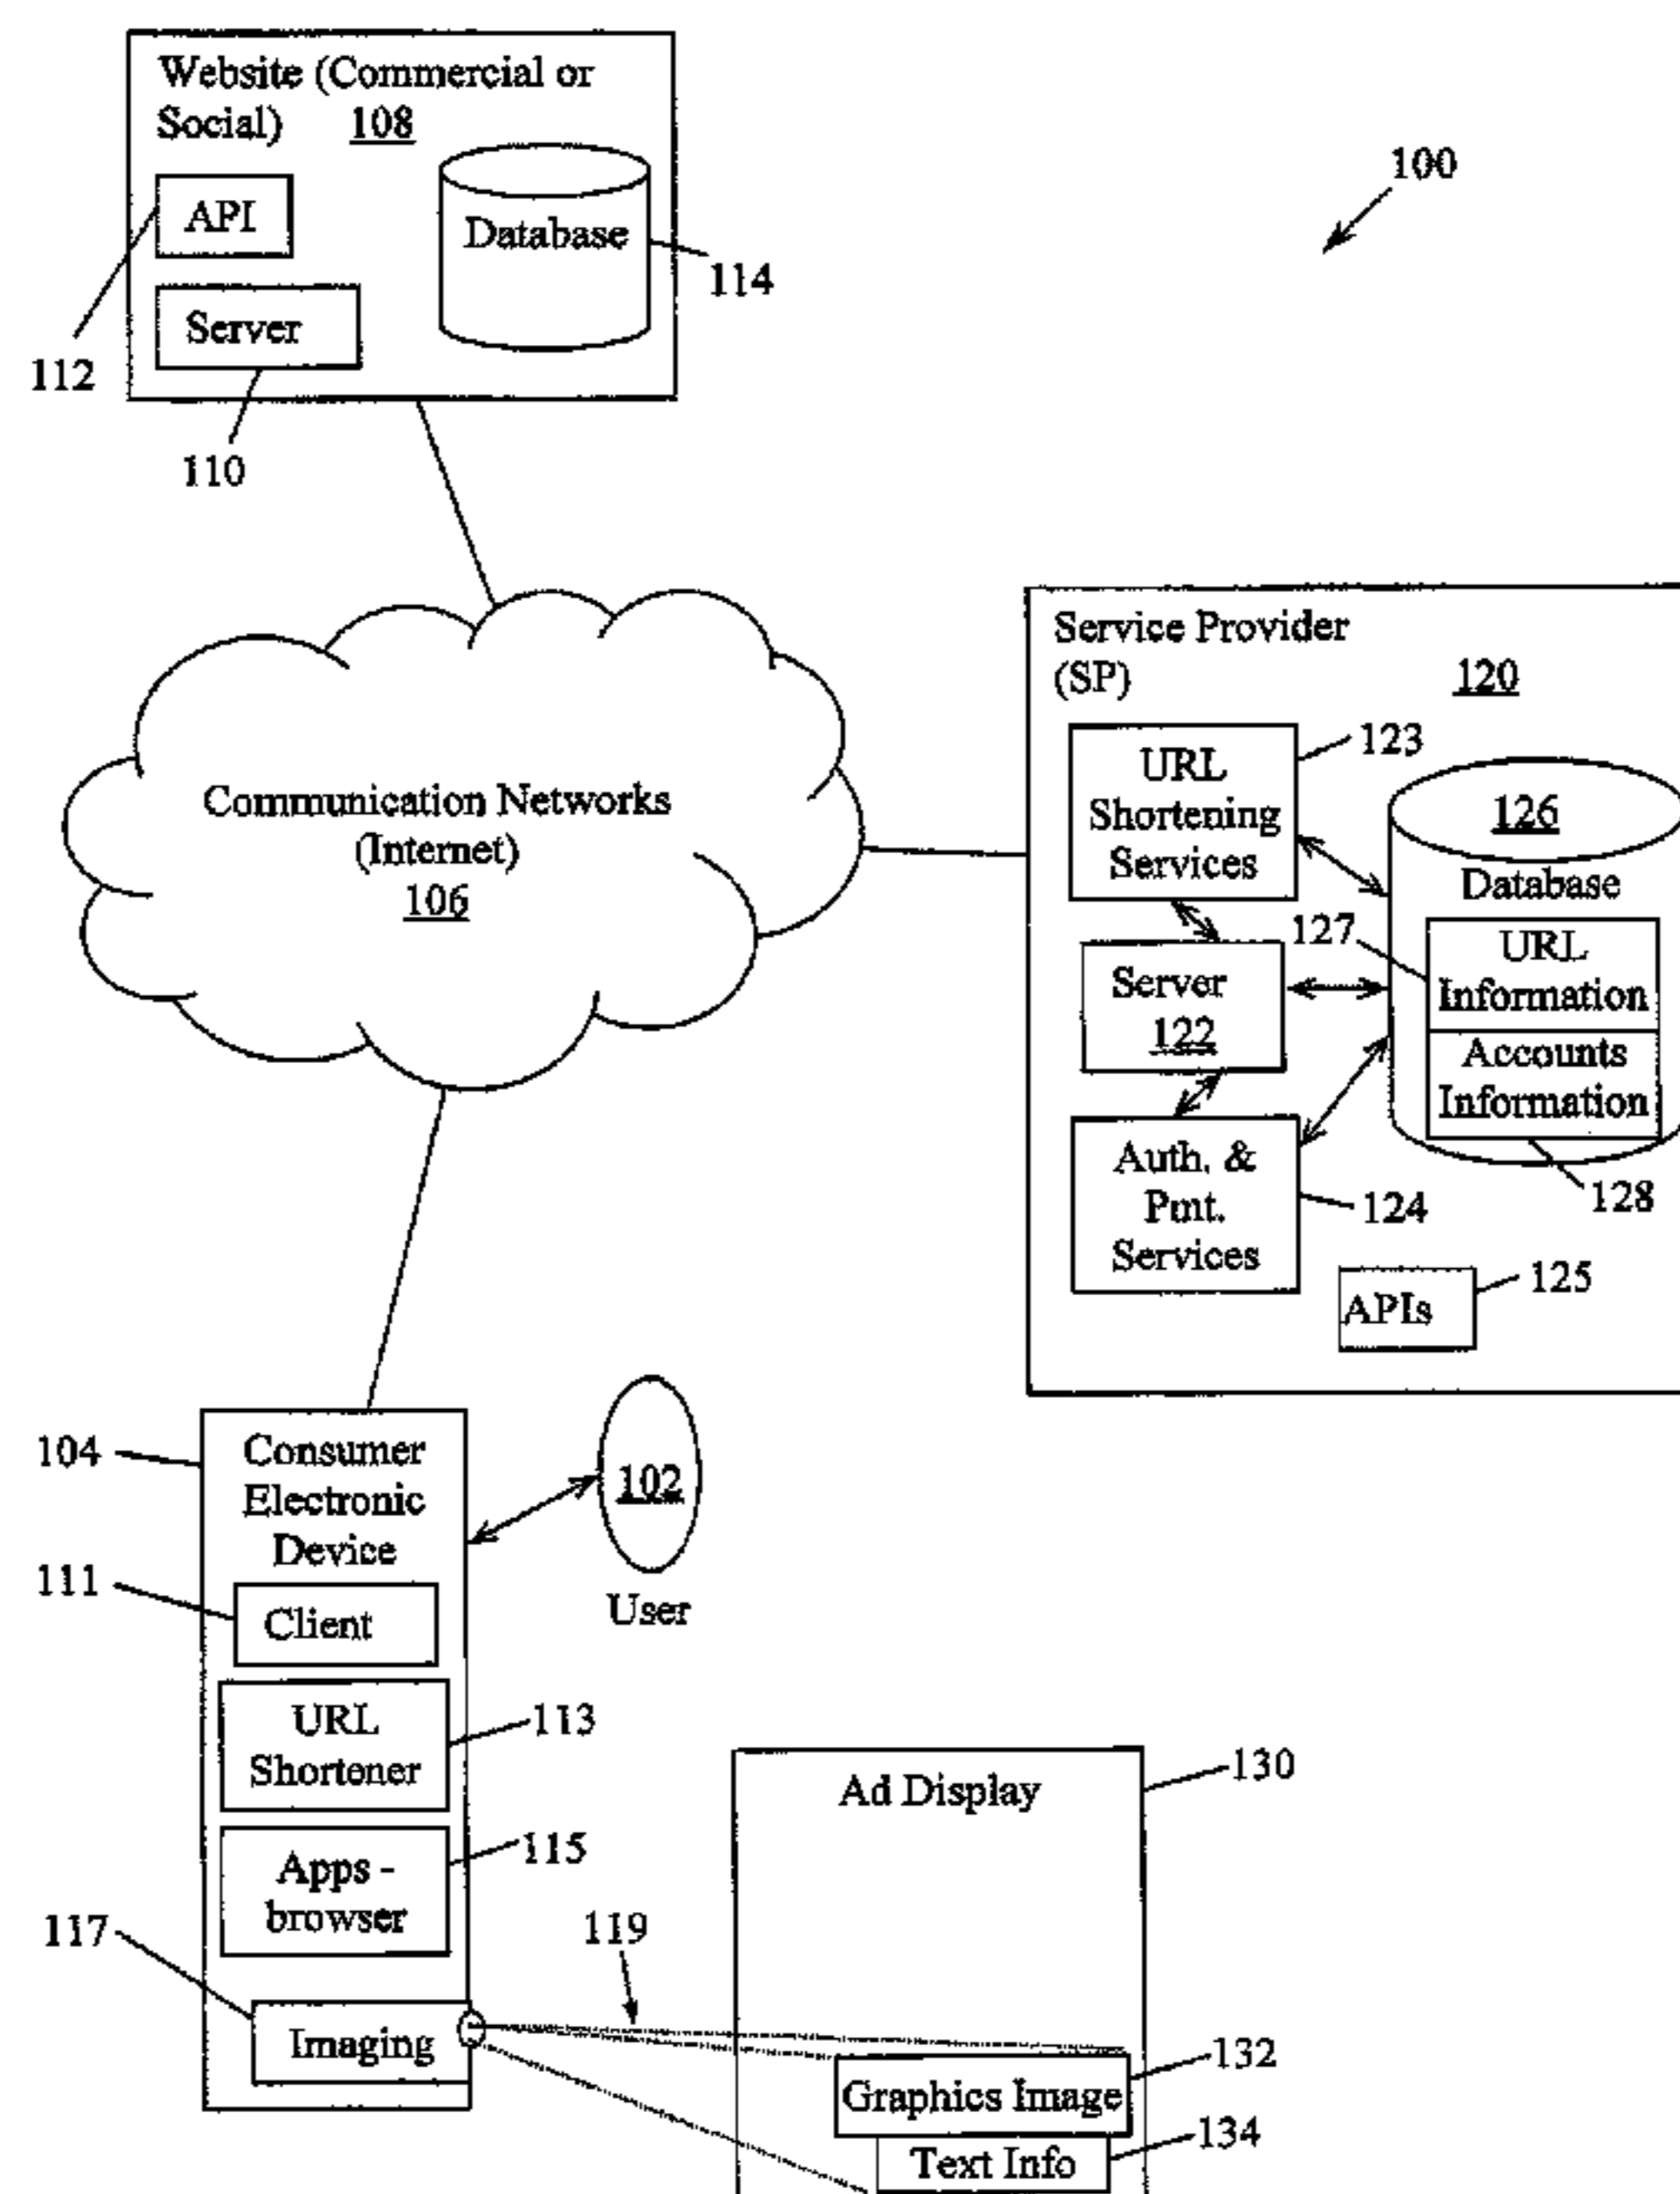 Website (Commercial or
Social) 108
API
Database
Server
112
114
110
100
Communication Networks
(Internet)
106
Service Provider
(SP)
120
URL
Shortening
Services
123
126
Database
127
URL
Information
Server
122
Accounts
Information
Auth. &
Pmt.
Services
124
128
APIs
125
104
Consumer
Electronic
Device
102
User
111
Client
URL
Shortener
113
Apps -
browser
115
117
Imaging
119
Ad Display
130
Graphics Image
132
Text Info
134